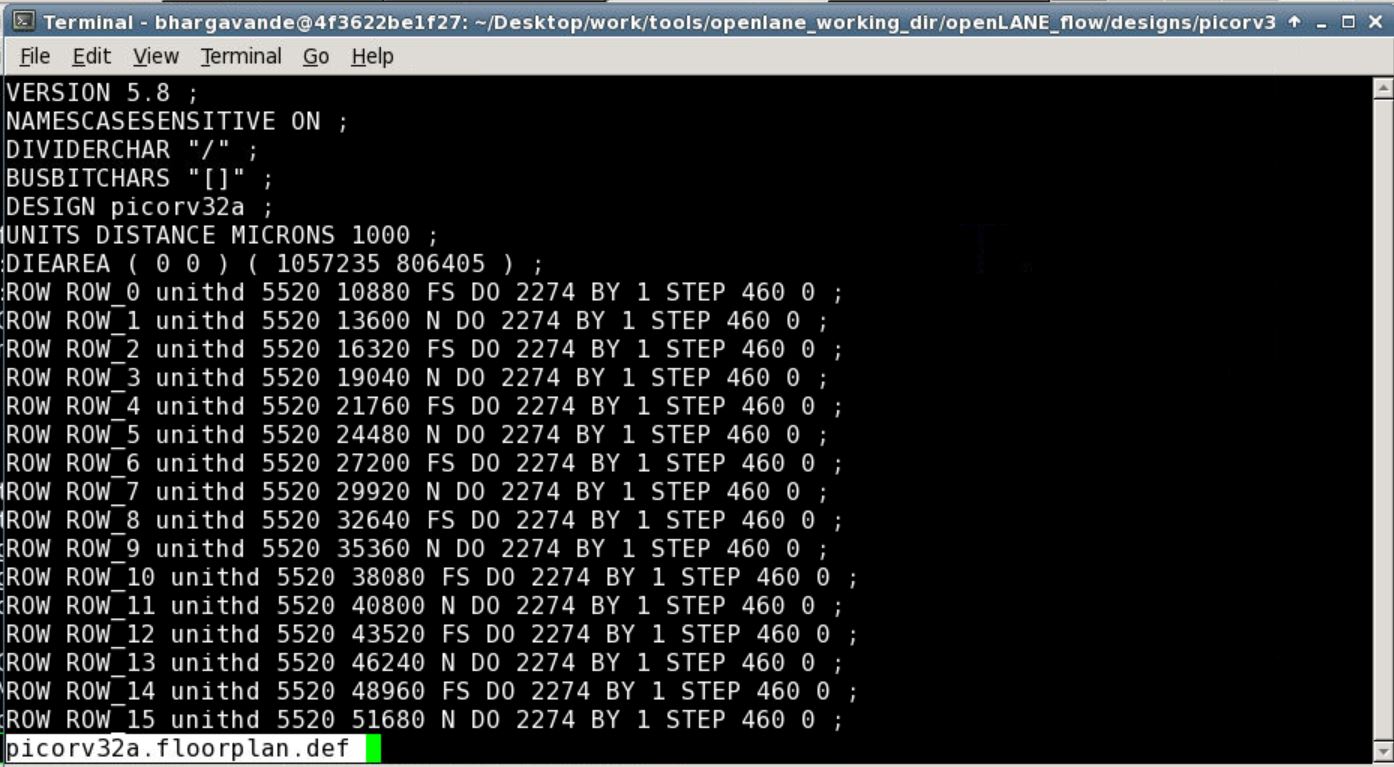 Terminal - bhargavande@4f3622be1f27: ~/Desktop/work/tools/openlane_working_dir/openLANE_flow/designs/picorv3
File Edit View Terminal Go Help
VERSION 5.8 ;
NAMESCASESENSITIVE ON ;
DIVIDERCHAR "/" ;
BUSBITCHARS "[]" ;
DESIGN picorv32a ;
UNITS DISTANCE MICRONS 1000 ;
DIEAREA ( 0 0 ) ( 1057235 806405 ) ;
ROW ROW_0 unithd 5520 10880 FS DO 2274 BY 1 STEP 460 0 ;
ROW ROW_1 unithd 5520 13600 N DO 2274 BY 1 STEP 460 0 ;
ROW ROW_2 unithd 5520 16320 FS DO 2274 BY 1 STEP 460 0 ;
ROW ROW_3 unithd 5520 19040 N DO 2274 BY 1 STEP 460 0 ;
ROW ROW_4 unithd 5520 21760 FS DO 2274 BY 1 STEP 460 0 ;
ROW ROW_5 unithd 5520 24480 N DO 2274 BY 1 STEP 460 0 ;
ROW ROW_6 unithd 5520 27200 FS DO 2274 BY 1 STEP 460 0 ;
ROW ROW_7 unithd 5520 29920 N DO 2274 BY 1 STEP 460 0 ;
ROW ROW_8 unithd 5520 32640 FS DO 2274 BY 1 STEP 460 0 ;
ROW ROW_9 unithd 5520 35360 N DO 2274 BY 1 STEP 460 0 ;
ROW ROW_10 unithd 5520 38080 FS DO 2274 BY 1 STEP 460 0 ;
ROW ROW_11 unithd 5520 40800 N DO 2274 BY 1 STEP 460 0 ;
ROW ROW_12 unithd 5520 43520 FS DO 2274 BY 1 STEP 460 0 ;
ROW ROW_13 unithd 5520 46240 N DO 2274 BY 1 STEP 460 0 ;
ROW ROW_14 unithd 5520 48960 FS DO 2274 BY 1 STEP 460 0 ;
ROW ROW_15 unithd 5520 51680 N DO 2274 BY 1 STEP 460 0 ;
picorv32a.floorplan.def